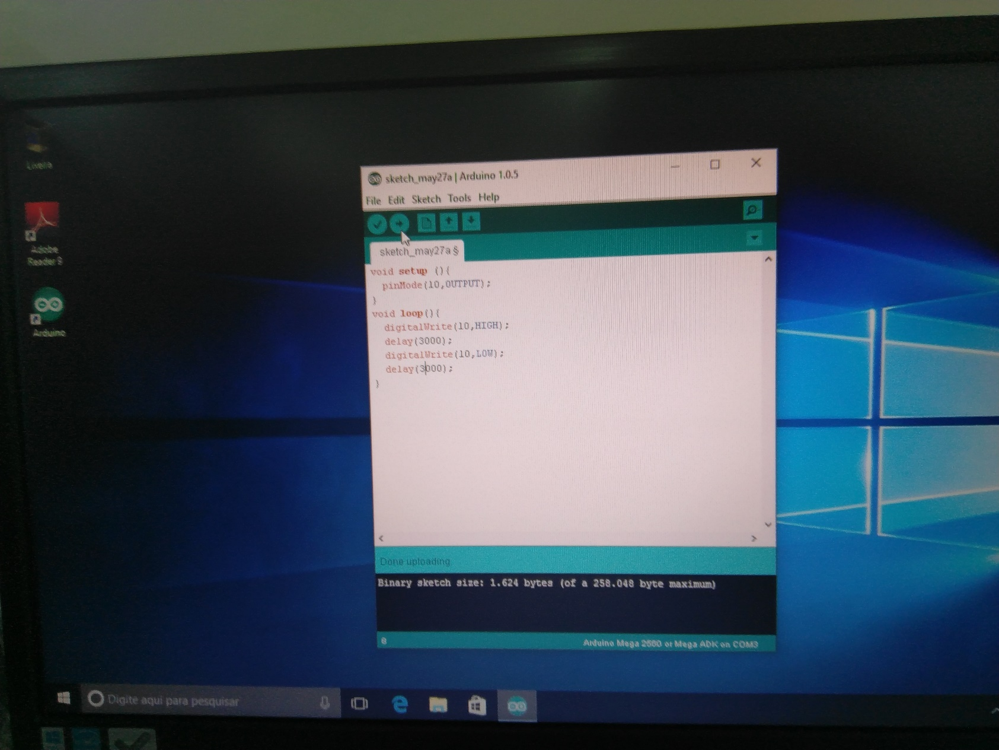 sketch_may27a | Arduino 1.0.5
File Edit Sketch Tools Help
sketch_may27a §
void setup (){
pinMode(10,OUTPUT);
}
void loop(){
digitalWrite(10,HIGH);
delay(3000);
digitalWrite(10,LOW);
delay(3000);
}
Done uploading.
Binary sketch size: 1.624 bytes (of a 258.048 byte maximum)
8
Arduino Mega 2560 or Mega ADK on COM3
Lixeira
Adobe
Reader 9
Arduino
Digite aqui para pesquisar